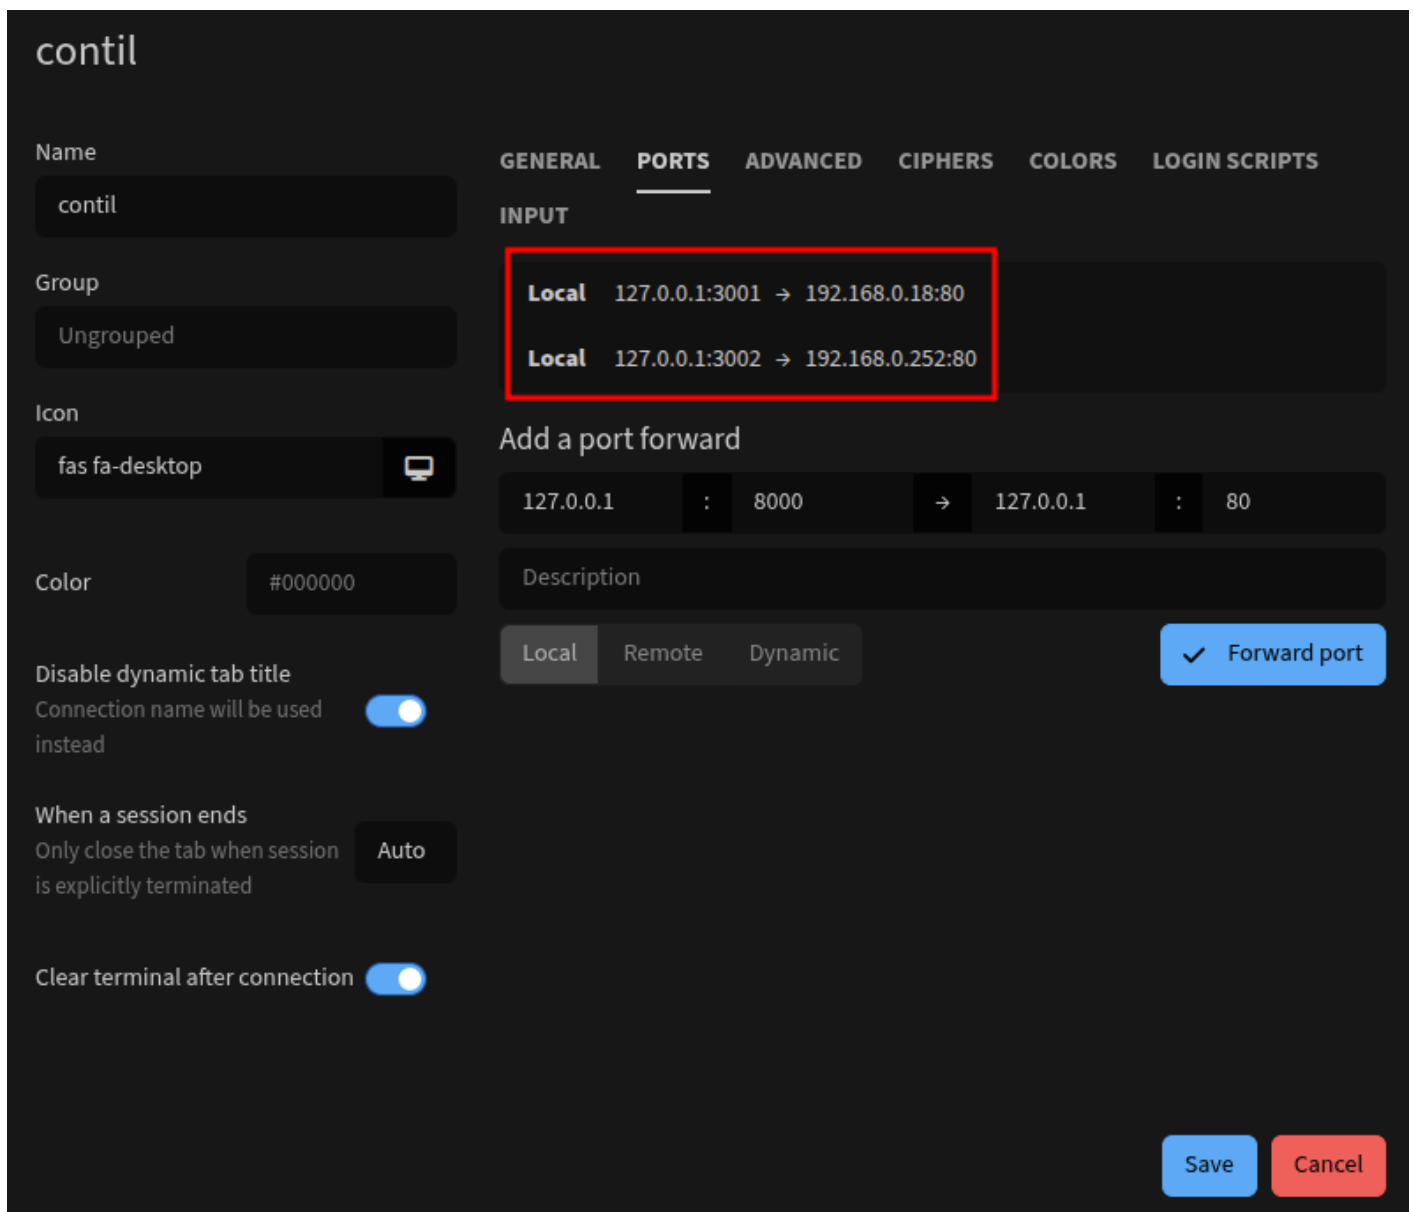 contil
Name
contil
Group
Ungrouped
Icon
fas fa-desktop
Color #000000
Disable dynamic tab title
Connection name will be used
instead
When a session ends
Only close the tab when session
is explicitly terminated
Auto
Clear terminal after connection
GENERAL PORTS ADVANCED CIPHERS COLORS LOGIN SCRIPTS
INPUT
Local 127.0.0.1:3001 → 192.168.0.18:80
Local 127.0.0.1:3002 → 192.168.0.252:80
Add a port forward
127.0.0.1 : 8000 → 127.0.0.1 : 80
Description
Local Remote Dynamic Forward port
Save Cancel